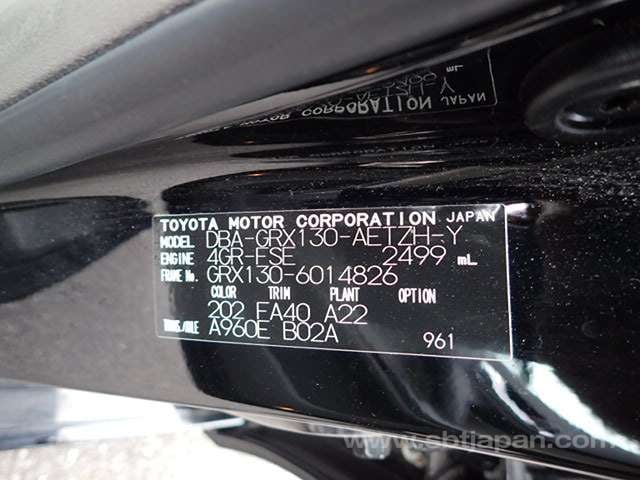 TOYOTA MOTOR CORPORATION JAPAN
MODEL DBA-GRX130-AETZH-Y
ENGINE 4GR-FSE 2499 mL
FRAME No. GRX130-6014826
COLOR TRIM PLANT OPTION
202 FA40 A22
TRANS/AXLE A960E B02A 961
www.sbtjapan.com